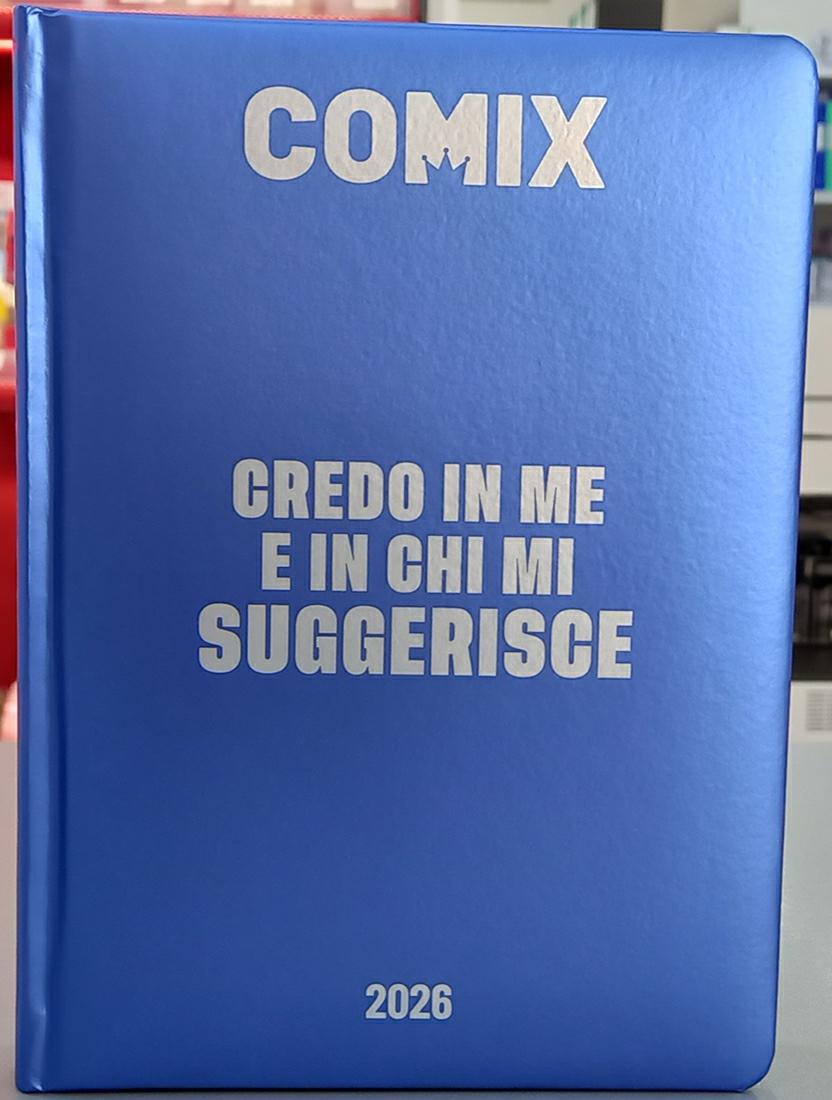 COMIX
CREDO IN ME
E IN CHI MI
SUGGERISCE
2026